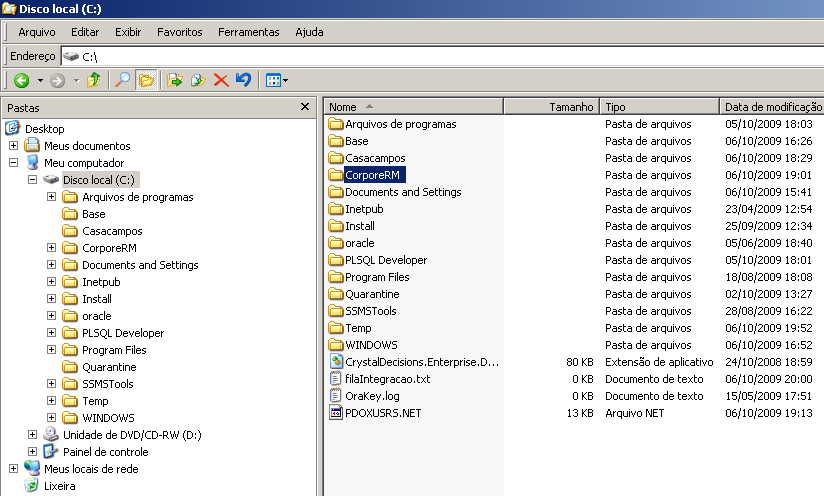 Disco local (C:)
Arquivo Editar Exibir Favoritos Ferramentas Ajuda
Endereço C:\
Pastas
Desktop
Meus documentos
Meu computador
Disco local (C:)
Arquivos de programas
Base
Casacampos
CorporeRM
Documents and Settings
Inetpub
Install
oracle
PLSQL Developer
Program Files
Quarantine
SSMSTools
Temp
WINDOWS
Unidade de DVD/CD-RW (D:)
Painel de controle
Meus locais de rede
Lixeira
Nome Tamanho Tipo Data de modificação
Arquivos de programas Pasta de arquivos 05/10/2009 18:03
Base Pasta de arquivos 06/10/2009 16:26
Casacampos Pasta de arquivos 06/10/2009 18:29
CorporeRM Pasta de arquivos 06/10/2009 19:01
Documents and Settings Pasta de arquivos 06/10/2009 15:41
Inetpub Pasta de arquivos 23/04/2009 12:54
Install Pasta de arquivos 25/09/2009 12:34
oracle Pasta de arquivos 05/06/2009 18:40
PLSQL Developer Pasta de arquivos 05/10/2009 18:01
Program Files Pasta de arquivos 18/08/2009 18:08
Quarantine Pasta de arquivos 02/10/2009 13:27
SSMSTools Pasta de arquivos 28/08/2009 16:22
Temp Pasta de arquivos 06/10/2009 19:52
WINDOWS Pasta de arquivos 06/10/2009 16:52
CrystalDecisions.Enterprise.D... 80 KB Extensão de aplicativo 24/10/2008 18:59
filaIntegracao.txt 0 KB Documento de texto 06/10/2009 20:00
OraKey.log 0 KB Documento de texto 15/05/2009 17:51
PDOXUSRS.NET 13 KB Arquivo NET 06/10/2009 19:13